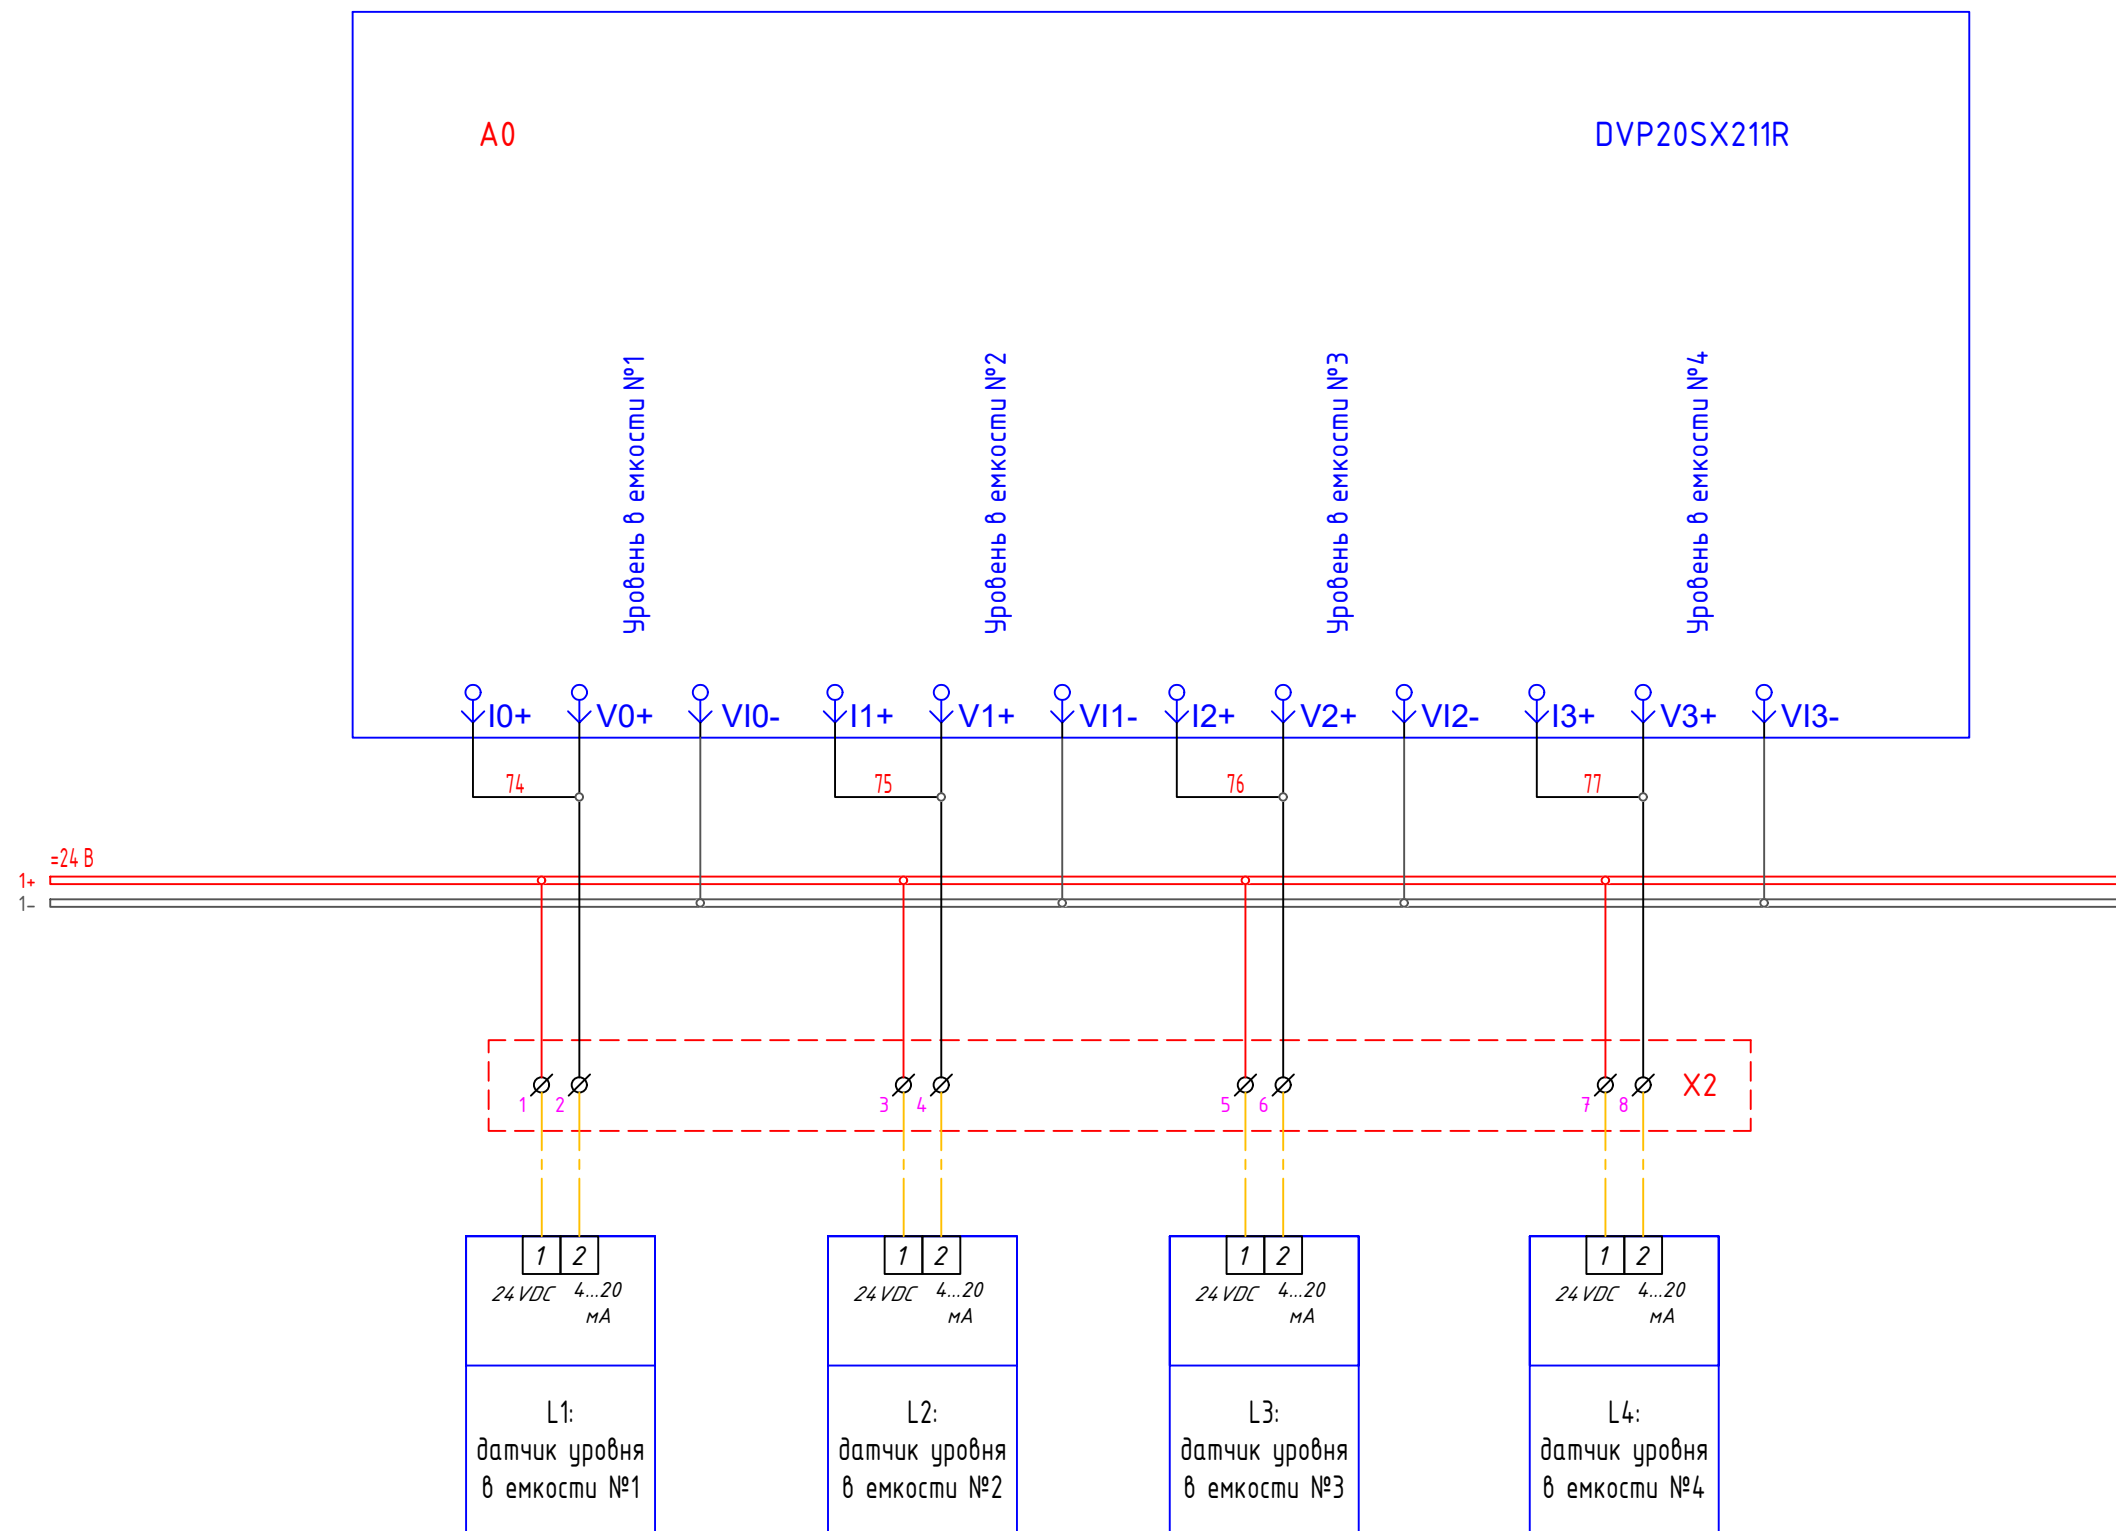 A0
DVP20SX211R
Уровень в емкости №1
Уровень в емкости №2
Уровень в емкости №3
Уровень в емкости №4
I0+ V0+ VI0- I1+ V1+ VI1- I2+ V2+ VI2- I3+ V3+ VI3-
74 75 76 77
=24 В
1+
1-
X2
1 2 3 4 5 6 7 8
1 2 1 2 1 2 1 2
24 VDC 4...20 24 VDC 4...20 24 VDC 4...20 24 VDC 4...20
мА мА мА мА
L1:
датчик уровня
в емкости №1
L2:
датчик уровня
в емкости №2
L3:
датчик уровня
в емкости №3
L4:
датчик уровня
в емкости №4